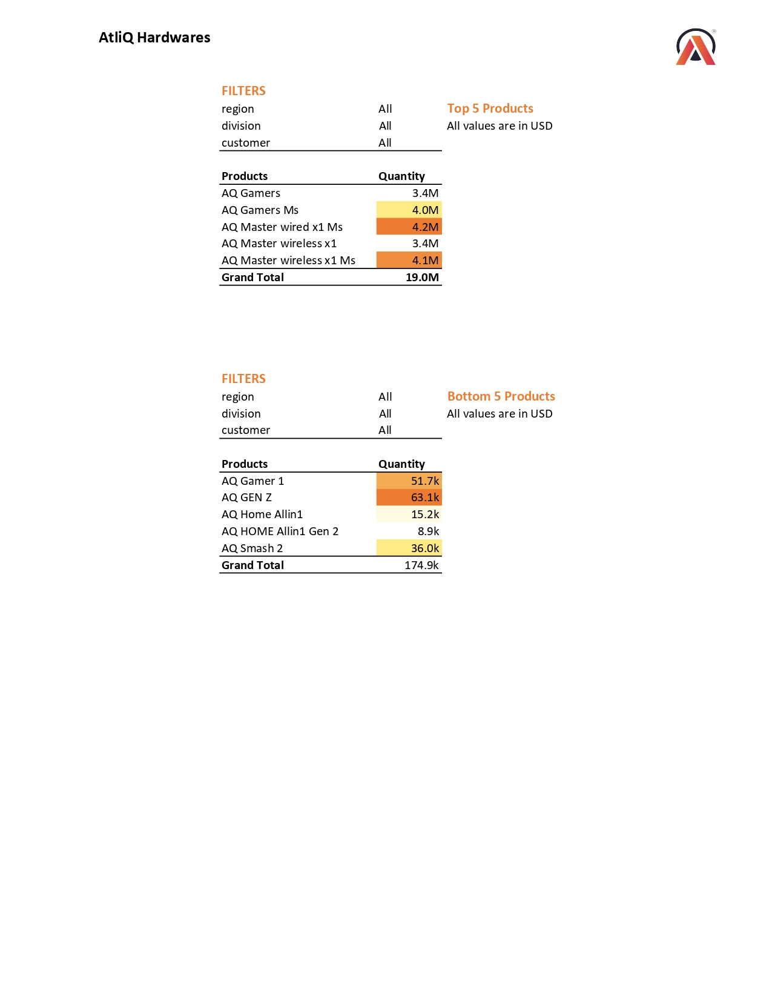 AtliQ Hardwares
FILTERS
region All Top 5 Products
division All All values are in USD
customer All
Products Quantity
AQ Gamers 3.4M
AQ Gamers Ms 4.0M
AQ Master wired x1 Ms 4.2M
AQ Master wireless x1 3.4M
AQ Master wireless x1 Ms 4.1M
Grand Total 19.0M
FILTERS
region All Bottom 5 Products
division All All values are in USD
customer All
Products Quantity
AQ Gamer 1 51.7k
AQ GEN Z 63.1k
AQ Home Allin1 15.2k
AQ HOME Allin1 Gen 2 8.9k
AQ Smash 2 36.0k
Grand Total 174.9k